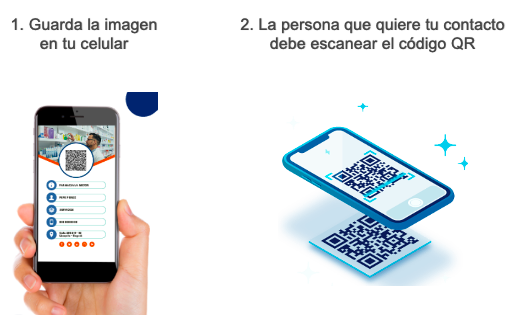 1. Guarda la imagen
en tu celular
2. La persona que quiere tu contacto
debe escanear el código QR